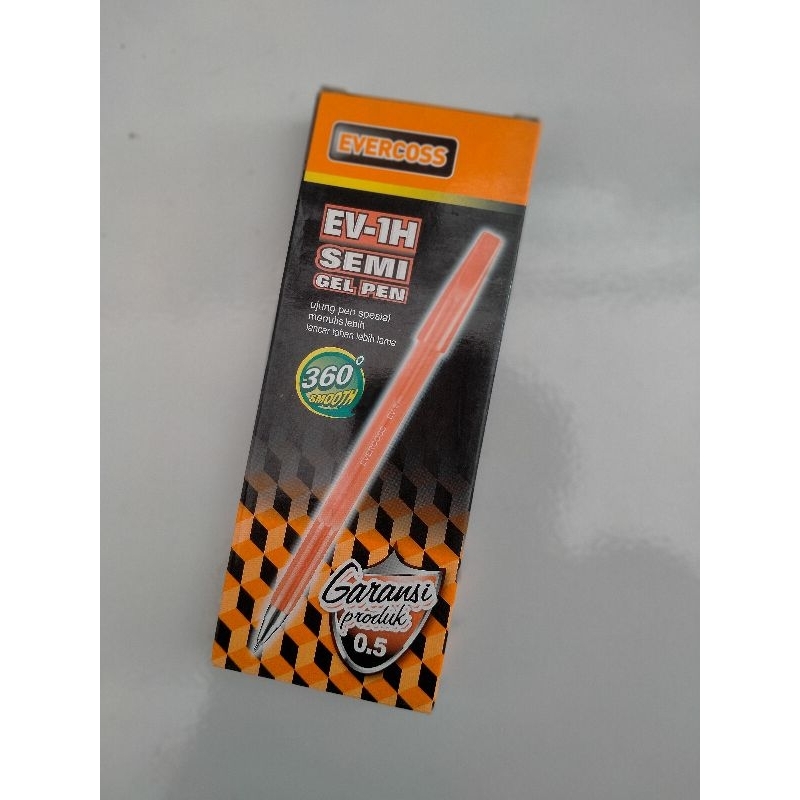 EVERCOSS
EV-1H
SEMI
GEL PEN
ujung pen spesial
menulis lebih
lancar tahan lebih lama
360°
SMOOTH
EVERCOSS
Garansi
produk
0.5